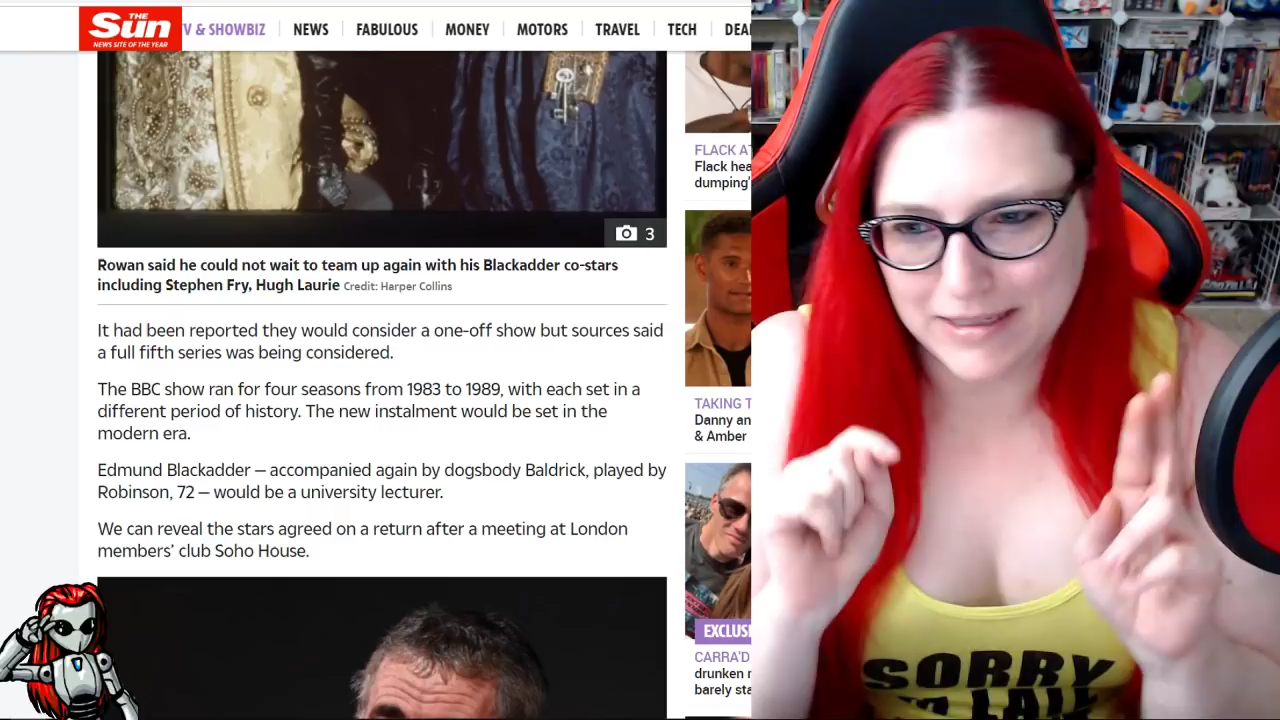 THE
Sun
NEWS SITE OF THE YEAR
V & SHOWBIZ NEWS FABULOUS MONEY MOTORS TRAVEL TECH
3
Rowan said he could not wait to team up again with his Blackadder co-stars
including Stephen Fry, Hugh Laurie Credit: Harper Collins
It had been reported they would consider a one-off show but sources said
a full fifth series was being considered.
The BBC show ran for four seasons from 1983 to 1989, with each set in a
different period of history. The new instalment would be set in the
modern era.
Edmund Blackadder – accompanied again by dogsbody Baldrick, played by
Robinson, 72 – would be a university lecturer.
We can reveal the stars agreed on a return after a meeting at London
members' club Soho House.
FLACK
Flack
dumping'
TAKING
Danny
& Amber
CARRA'D
drunken
barely
SORRY